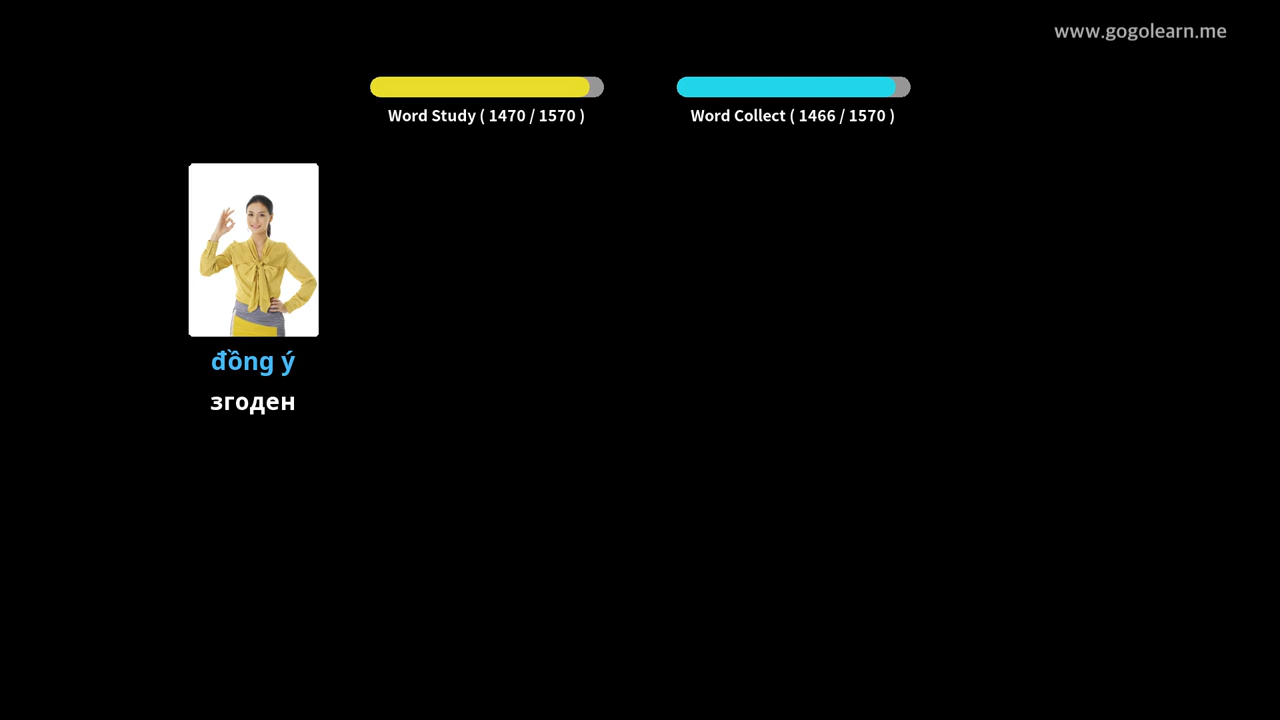 www.gogolearn.me
Word Study ( 1470 / 1570 )
Word Collect ( 1466 / 1570 )
đồng ý
згоден